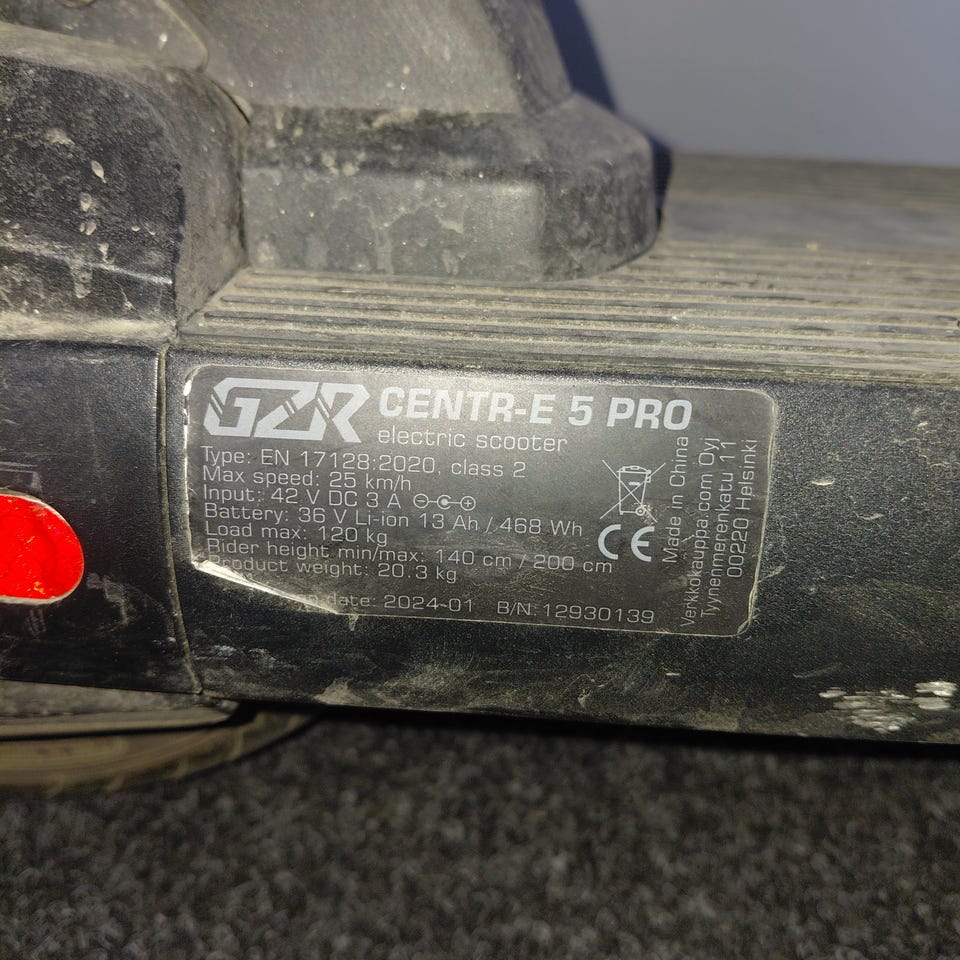 GZR CENTR-E 5 PRO
electric scooter
Type: EN 17128:2020, class 2
Max speed: 25 km/h
Input: 42 V DC 3 A
Battery: 36 V Li-ion 13 Ah / 468 Wh
Load max: 120 kg
Rider height min/max: 140 cm / 200 cm
Product weight: 20.3 kg
date: 2024-01 B/N: 12930139
CE
Made in China
Verkkokauppa.com Oyj
Tyynenmerenkatu 11
00220 Helsinki